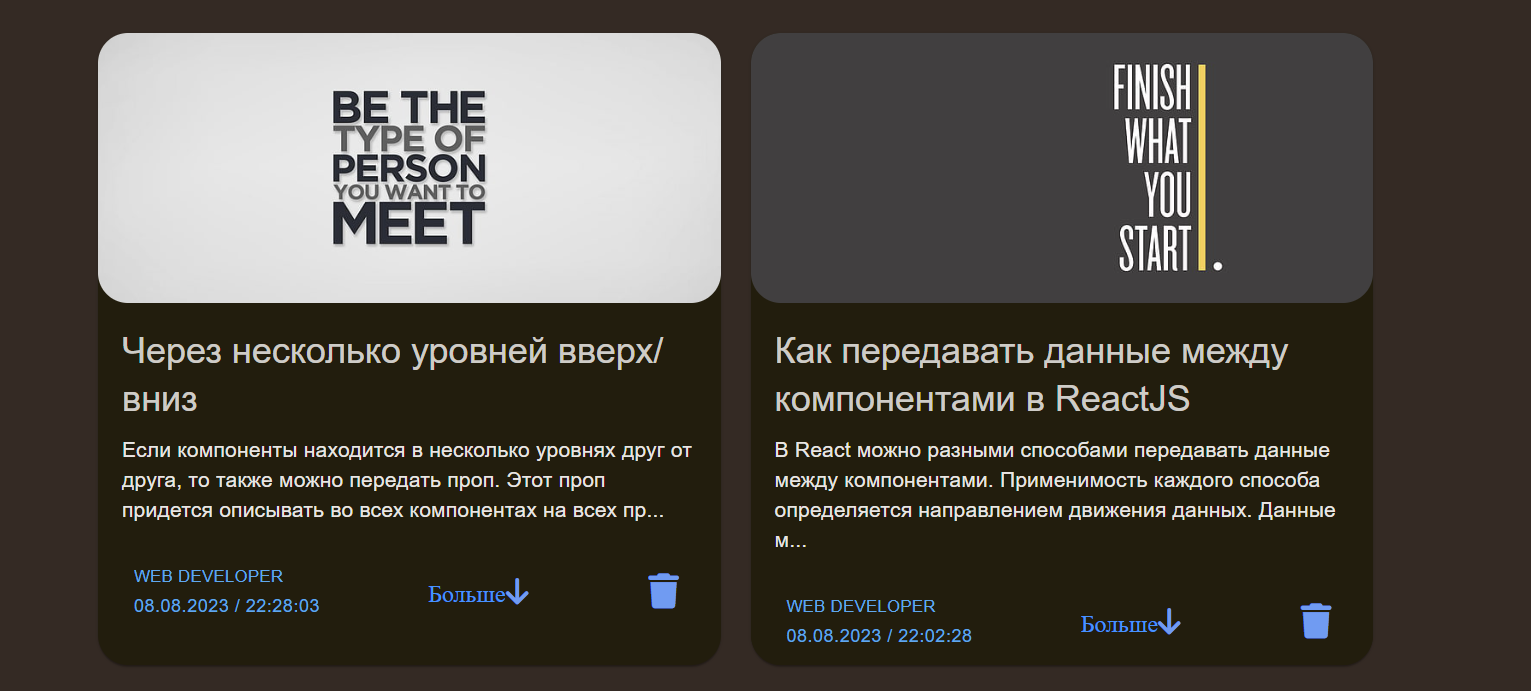 BE THE
TYPE OF
PERSON
YOU WANT TO
MEET
Через несколько уровней вверх/
вниз
Если компоненты находится в несколько уровнях друг от
друга, то также можно передать проп. Этот проп
придется описывать во всех компонентах на всех пр...
WEB DEVELOPER
08.08.2023 / 22:28:03
Больше
FINISH
WHAT
YOU
START.
Как передавать данные между
компонентами в ReactJS
В React можно разными способами передавать данные
между компонентами. Применимость каждого способа
определяется направлением движения данных. Данные
м...
WEB DEVELOPER
08.08.2023 / 22:02:28
Больше